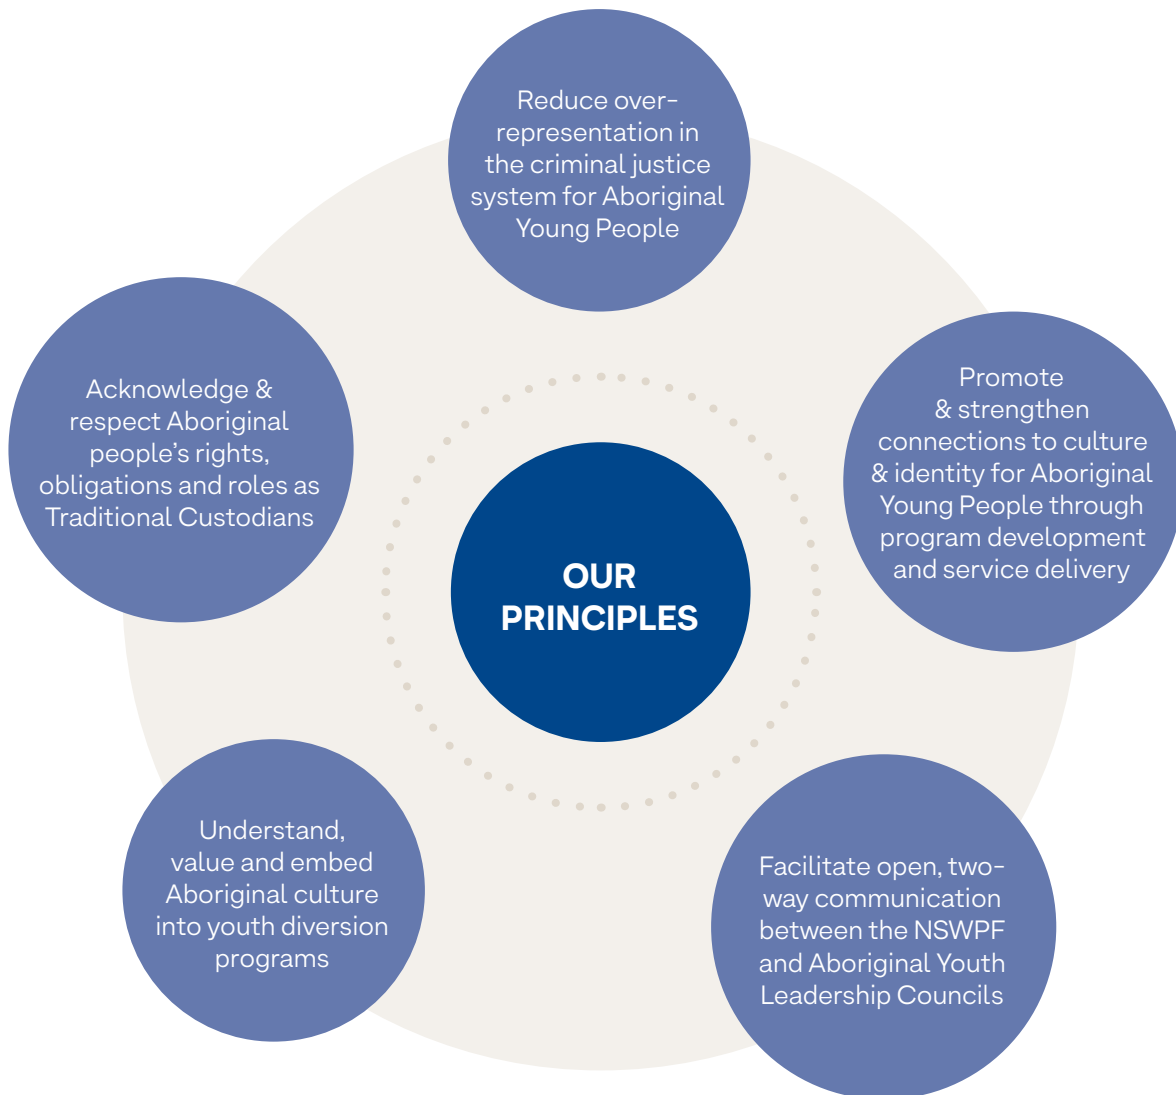 Reduce over-
representation in
the criminal justice
system for Aboriginal
Young People
Promote
& strengthen
connections to culture
& identity for Aboriginal
Young People through
program development
and service delivery
Facilitate open, two-
way communication
between the NSWPF
and Aboriginal Youth
Leadership Councils
Understand,
value and embed
Aboriginal culture
into youth diversion
programs
Acknowledge &
respect Aboriginal
people’s rights,
obligations and roles as
Traditional Custodians
OUR
PRINCIPLES